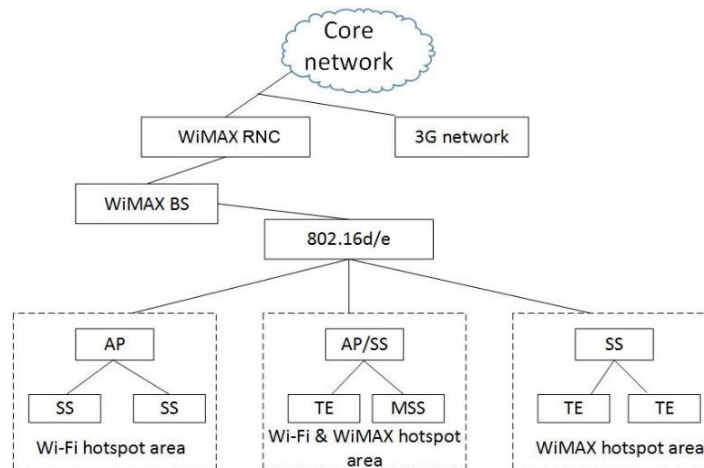 Core
network
WiMAX RNC
3G network
WiMAX BS
802.16d/e
AP
AP/SS
SS
SS
SS
TE
MSS
TE
TE
Wi-Fi hotspot area
Wi-Fi & WiMAX hotspot
area
WiMAX hotspot area